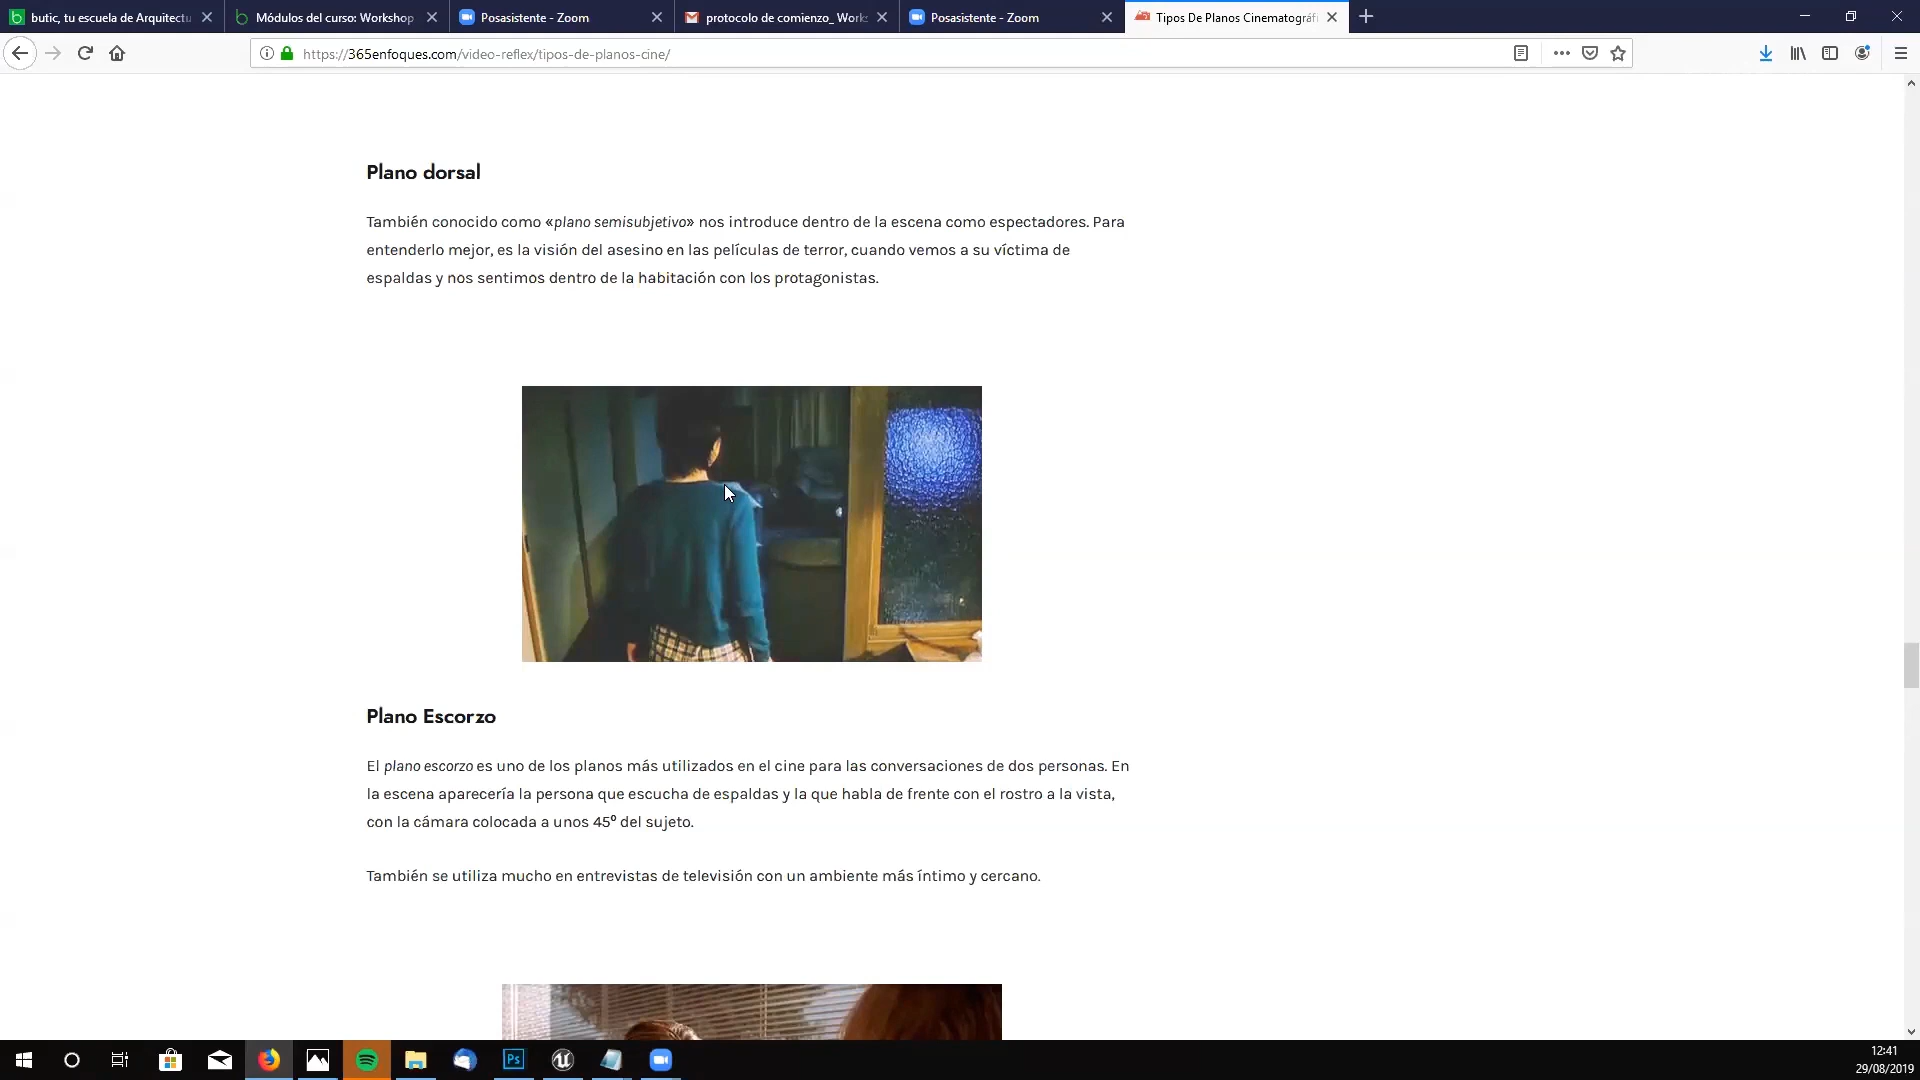 butic, tu escuela de Arquitectu
Módulos del curso: Workshop
Posasistente - Zoom
protocolo de comienzo_ Work
Posasistente - Zoom
Tipos De Planos Cinematográfi
https://365enfoques.com/video-reflex/tipos-de-planos-cine/
Plano dorsal
También conocido como «plano semisubjetivo» nos introduce dentro de la escena como espectadores. Para
entenderlo mejor, es la visión del asesino en las películas de terror, cuando vemos a su víctima de
espaldas y nos sentimos dentro de la habitación con los protagonistas.
Plano Escorzo
El plano escorzo es uno de los planos más utilizados en el cine para las conversaciones de dos personas. En
la escena aparecería la persona que escucha de espaldas y la que habla de frente con el rostro a la vista,
con la cámara colocada a unos 45º del sujeto.
También se utiliza mucho en entrevistas de televisión con un ambiente más íntimo y cercano.
Ps
12:41
29/08/2019